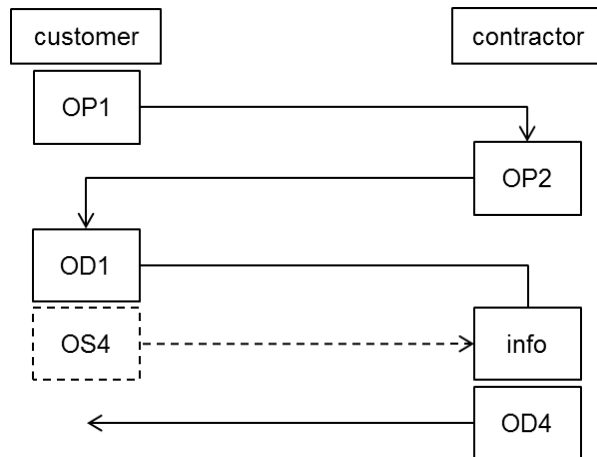 customer
contractor
OP1
OP2
OD1
OS4
info
OD4